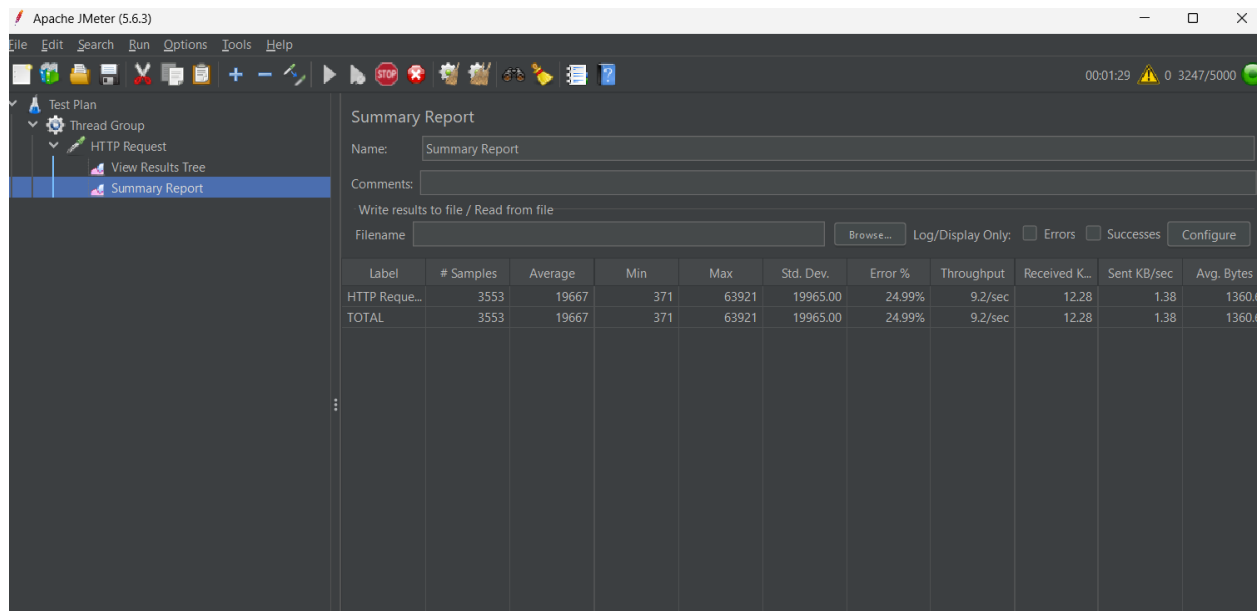 Apache JMeter (5.6.3)
File Edit Search Run Options Tools Help
STOP
00:01:29 0 3247/5000
Test Plan
Thread Group
HTTP Request
View Results Tree
Summary Report
Summary Report
Name: Summary Report
Comments:
Write results to file / Read from file
Filename Browse... Log/Display Only: Errors Successes Configure
Label # Samples Average Min Max Std. Dev. Error % Throughput Received K... Sent KB/sec Avg. Bytes
HTTP Reque... 3553 19667 371 63921 19965.00 24.99% 9.2/sec 12.28 1.38 1360.
TOTAL 3553 19667 371 63921 19965.00 24.99% 9.2/sec 12.28 1.38 1360.